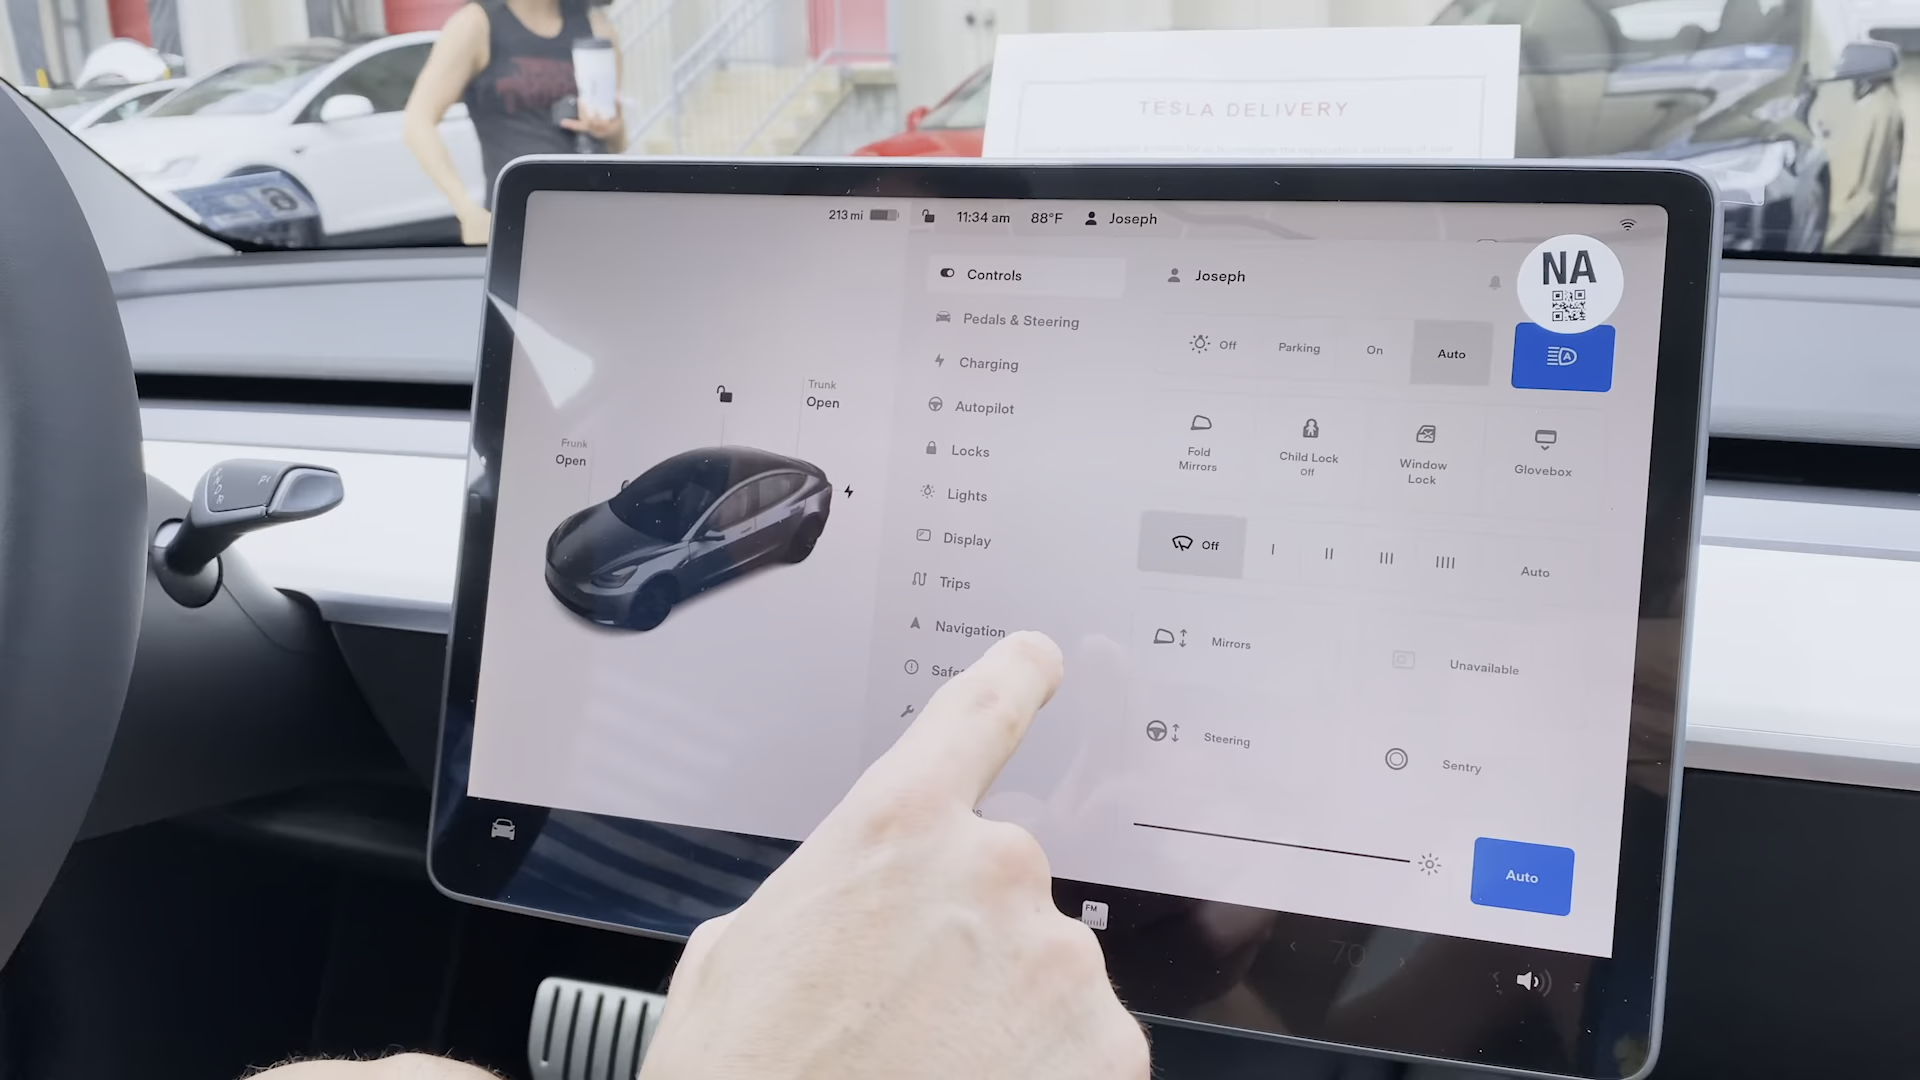 TESLA DELIVERY
213 mi
11:34 am
88°F
Joseph
NA
Controls
Pedals & Steering
Charging
Autopilot
Locks
Lights
Display
Trips
Navigation
Joseph
Off
Parking
On
Auto
Fold
Mirrors
Child Lock
Off
Window
Lock
Glovebox
Off
I
II
III
IIII
Auto
Mirrors
Unavailable
Steering
Sentry
Auto
Trunk
Open
Frunk
Open
FM
70